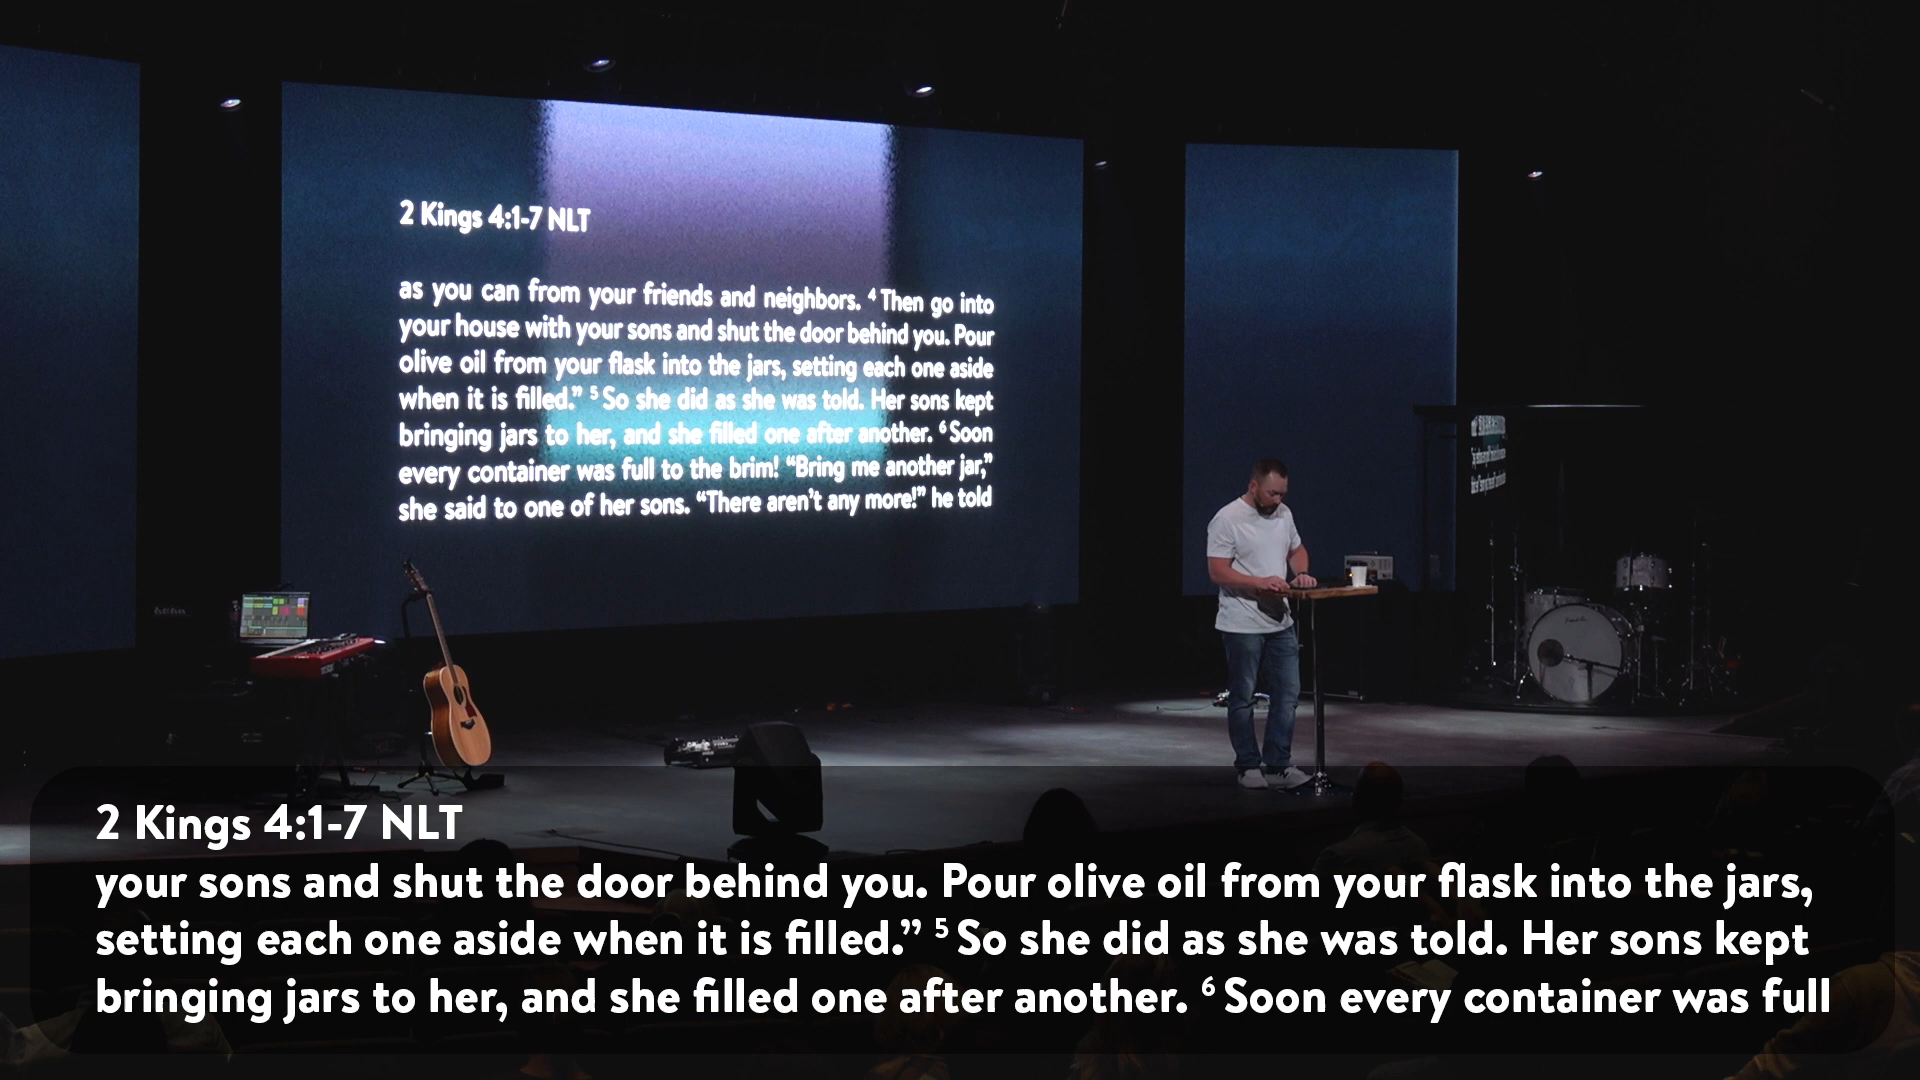 2 Kings 4:1-7 NLT
as you can from your friends and neighbors. 4 Then go into
your house with your sons and shut the door behind you. Pour
olive oil from your flask into the jars, setting each one aside
when it is filled.” 5 So she did as she was told. Her sons kept
bringing jars to her, and she filled one after another. 6 Soon
every container was full to the brim! “Bring me another jar,”
she said to one of her sons. “There aren’t any more!” he told
2 Kings 4:1-7 NLT
your sons and shut the door behind you. Pour olive oil from your flask into the jars,
setting each one aside when it is filled.” 5 So she did as she was told. Her sons kept
bringing jars to her, and she filled one after another. 6 Soon every container was full